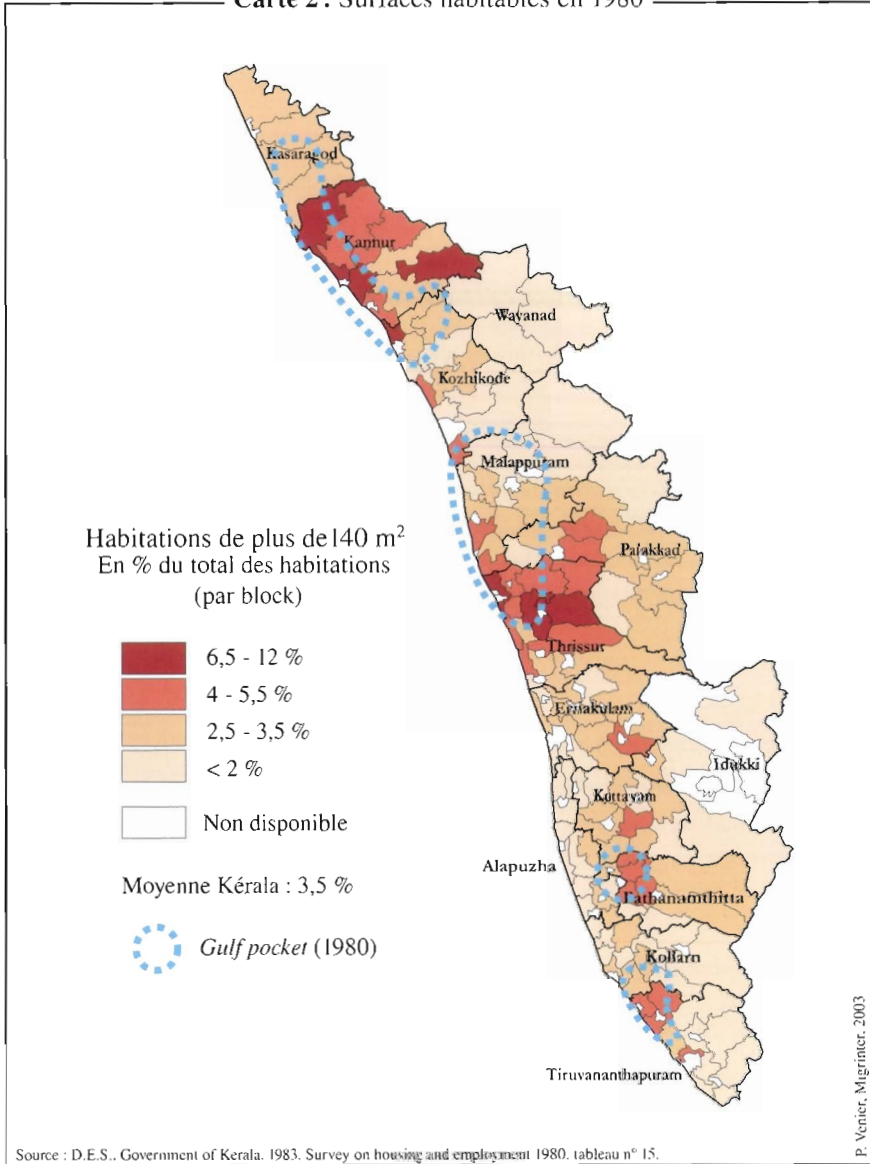 Carte 2 : Surfaces habitables en 1980
Kasaragod
Kannur
Wayanad
Kozhikode
Malappuram
Palakkad
Thrissur
Ernakulam
Idukki
Kottayam
Alapuzha
Pathanamthitta
Kollam
Tiruvananthapuram
Habitations de plus de 140 m²
En % du total des habitations
(par block)
6,5 - 12 %
4 - 5,5 %
2,5 - 3,5 %
< 2 %
Non disponible
Moyenne Kérala : 3,5 %
Gulf pocket (1980)
P. Venier, Migrinter, 2003
Source : D.E.S., Government of Kerala. 1983. Survey on housing and employment 1980. tableau n° 15.